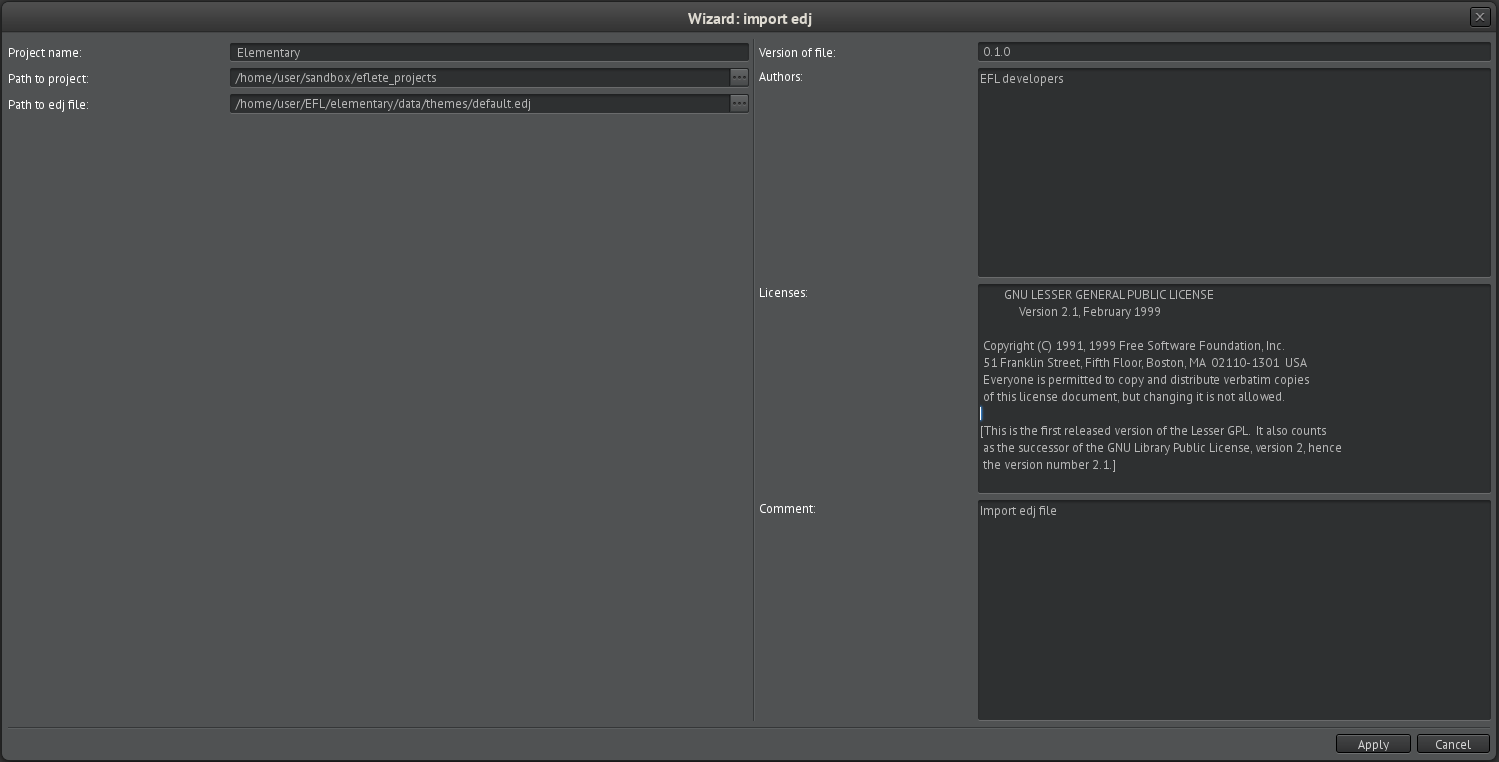 Wizard: import edj
Project name:
Elementary
Path to project:
/home/user/sandbox/eflete_projects
Path to edj file:
/home/user/EFL/elementary/data/themes/default.edj
Version of file:
0.1.0
Authors:
EFL developers
Licenses:
GNU LESSER GENERAL PUBLIC LICENSE
Version 2.1, February 1999
Copyright (C) 1991, 1999 Free Software Foundation, Inc.
51 Franklin Street, Fifth Floor, Boston, MA  02110-1301  USA
Everyone is permitted to copy and distribute verbatim copies
of this license document, but changing it is not allowed.
[This is the first released version of the Lesser GPL.  It also counts
as the successor of the GNU Library Public License, version 2, hence
the version number 2.1.]
Comment:
Import edj file
Apply
Cancel